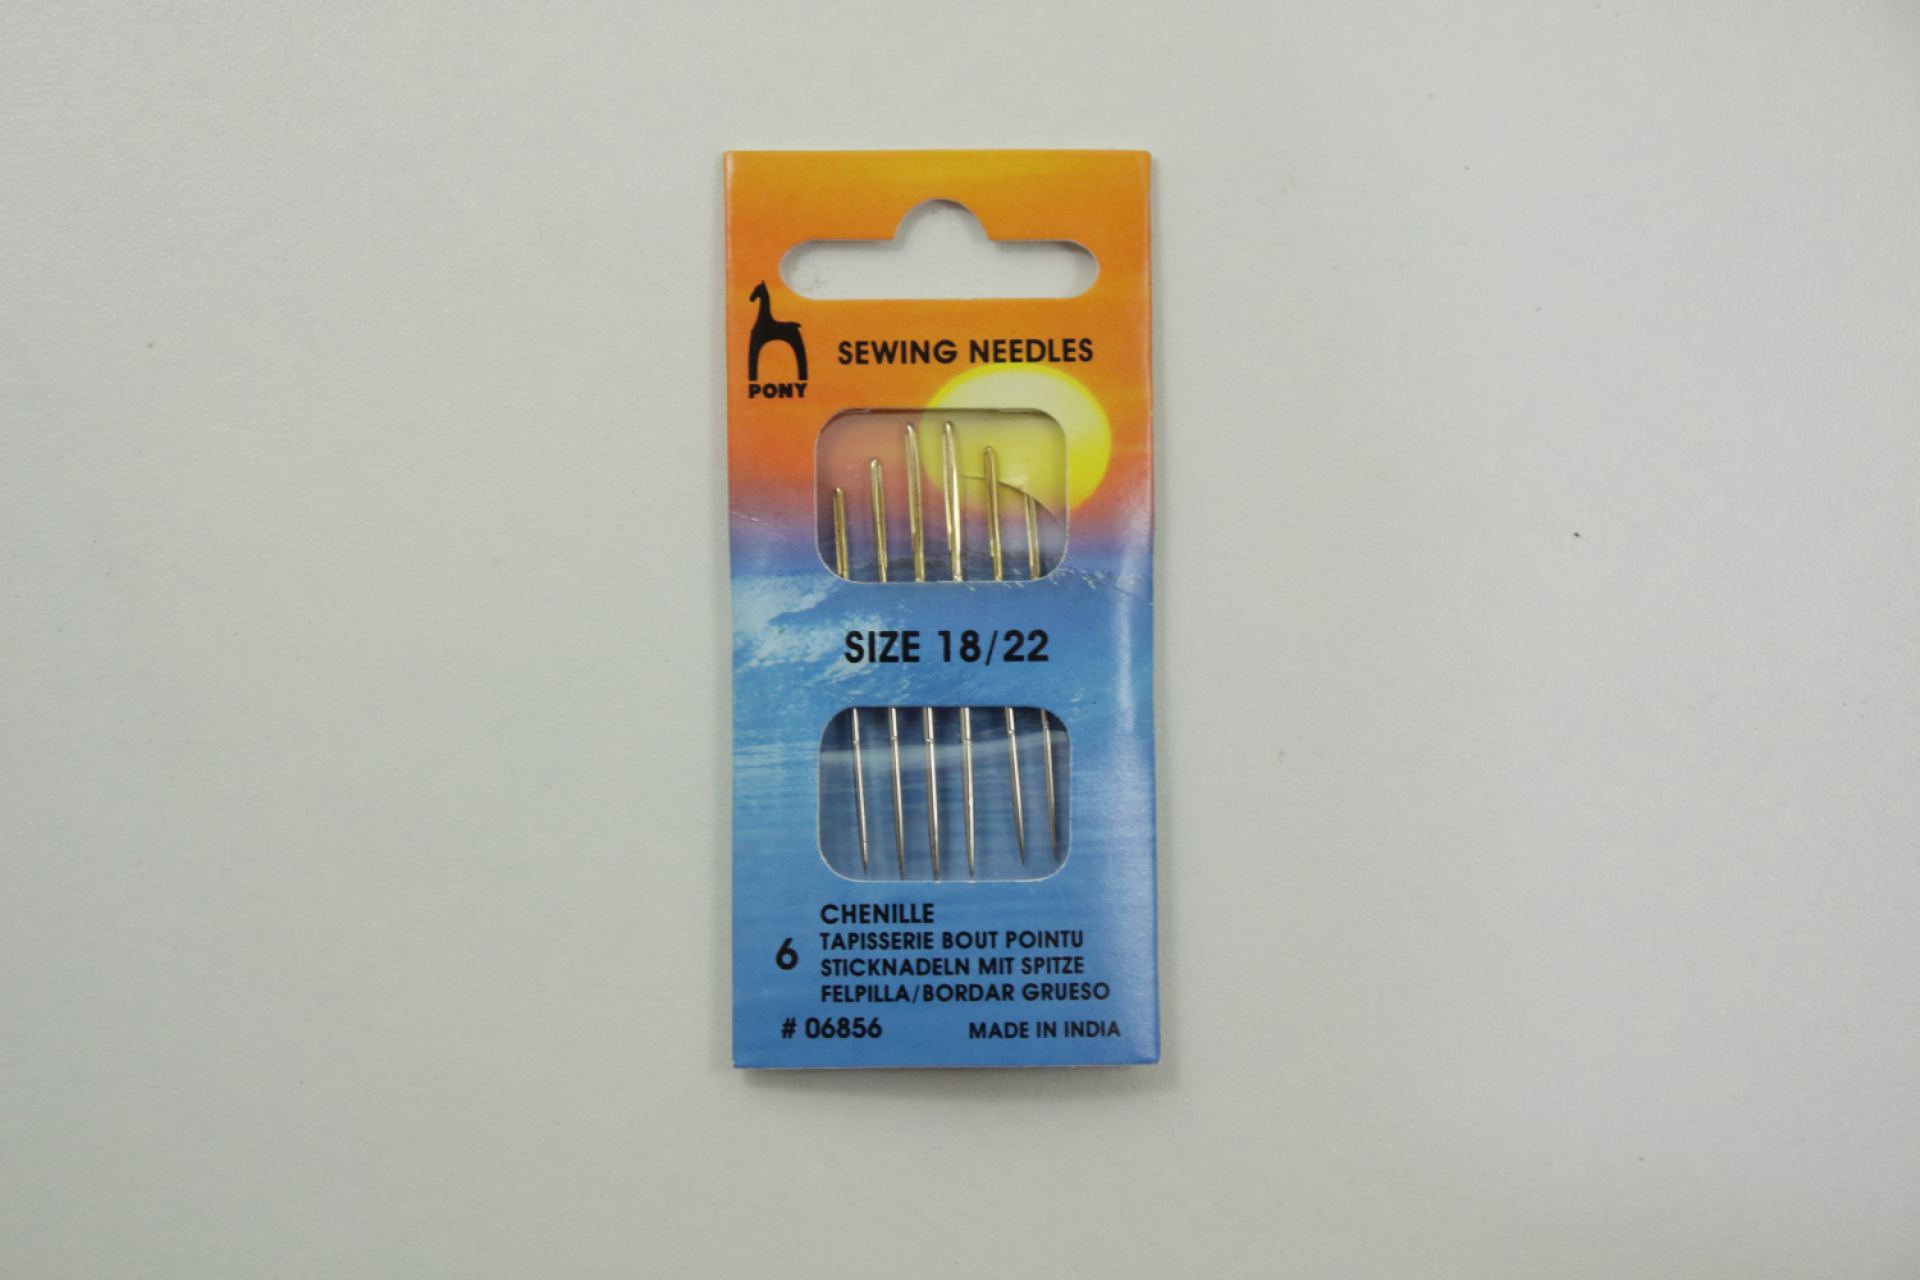 PONY
SEWING NEEDLES
SIZE 18/22
6
CHENILLE
TAPISSERIE BOUT POINTU
STICKNADELN MIT SPITZE
FELPILLA/BORDAR GRUESO
# 06856 MADE IN INDIA